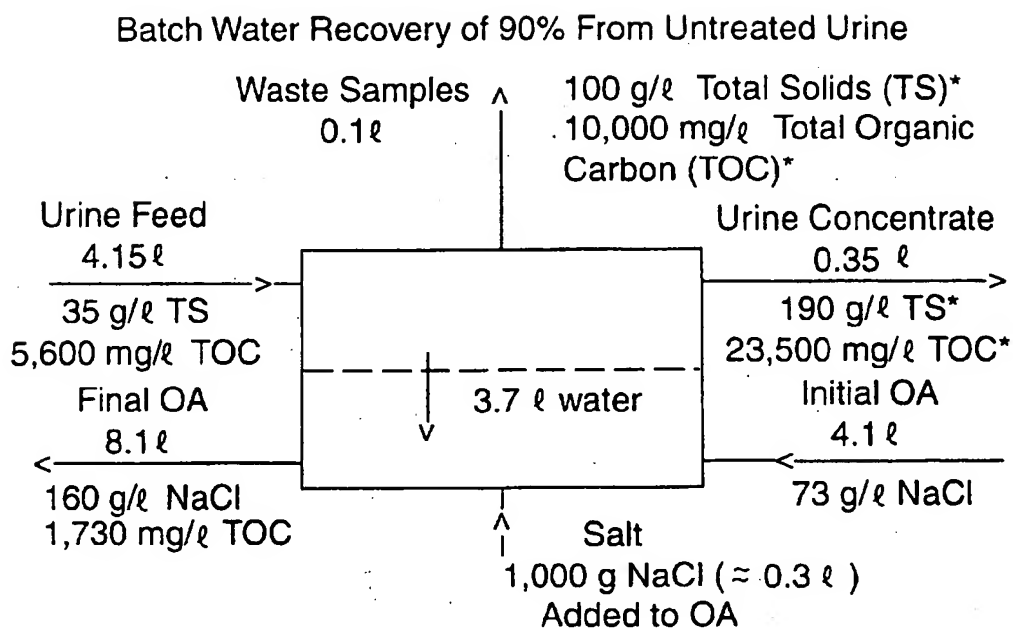 Batch Water Recovery of 90% From Untreated Urine
Waste Samples
0.1ℓ
100 g/ℓ Total Solids (TS)*
10,000 mg/ℓ Total Organic
Carbon (TOC)*
Urine Feed
4.15ℓ
35 g/ℓ TS
5,600 mg/ℓ TOC
Urine Concentrate
0.35 ℓ
190 g/ℓ TS*
23,500 mg/ℓ TOC*
3.7 ℓ water
Final OA
8.1ℓ
160 g/ℓ NaCl
1,730 mg/ℓ TOC
Initial OA
4.1ℓ
73 g/ℓ NaCl
Salt
1,000 g NaCl (≈ 0.3 ℓ)
Added to OA